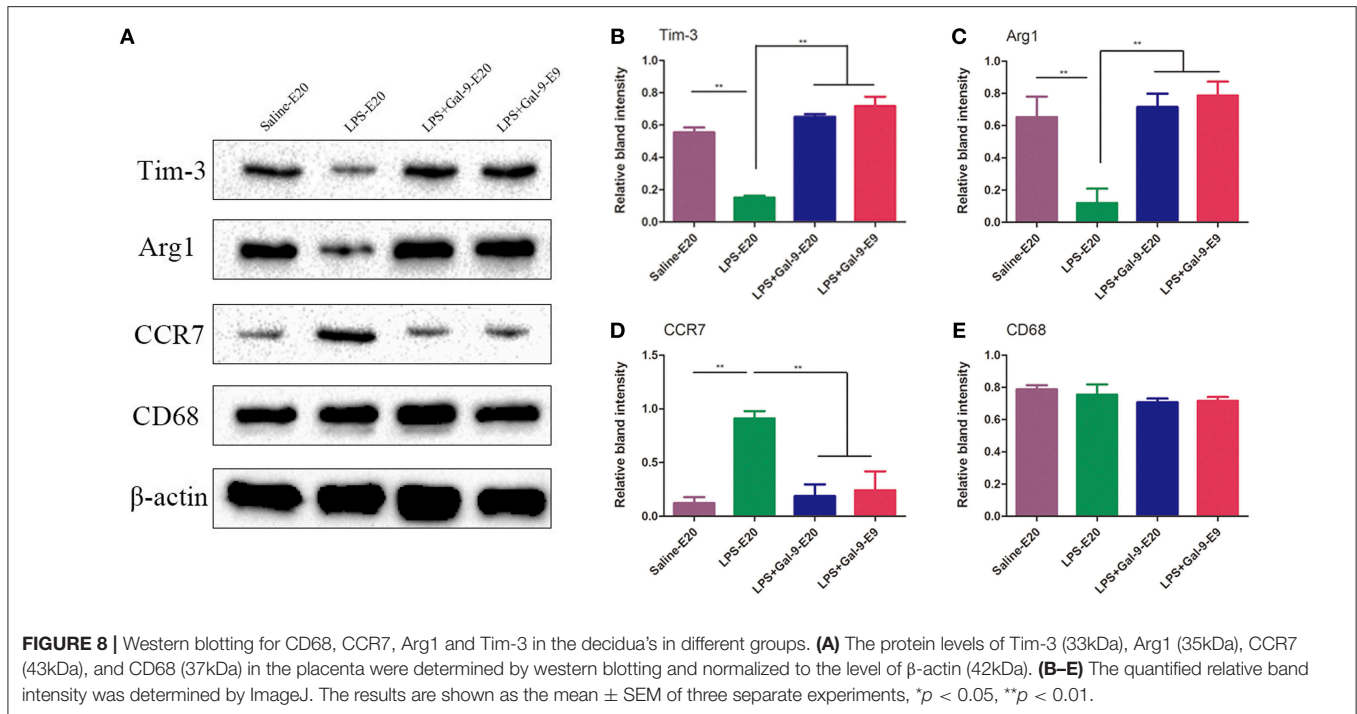 A
Saline-E20
LPS-E20
LPS+Gal-9-E20
LPS+Gal-9-E9
Tim-3
Arg1
CCR7
CD68
β-actin
B
Tim-3
Relative bland intensity
1.0
0.8
0.6
0.4
0.2
0.0
**
**
Saline-E20
LPS-E20
LPS+Gal-9-E20
LPS+Gal-9-E9
C
Arg1
Relative bland intensity
1.0
0.8
0.6
0.4
0.2
0.0
**
**
Saline-E20
LPS-E20
LPS+Gal-9-E20
LPS+Gal-9-E9
D
CCR7
Relative bland intensity
1.5
1.0
0.5
0.0
**
**
Saline-E20
LPS-E20
LPS+Gal-9-E20
LPS+Gal-9-E9
E
CD68
Relative bland intensity
1.0
0.8
0.6
0.4
0.2
0.0
Saline-E20
LPS-E20
LPS+Gal-9-E20
LPS+Gal-9-E9
FIGURE 8 | Western blotting for CD68, CCR7, Arg1 and Tim-3 in the decidua's in different groups. (A) The protein levels of Tim-3 (33kDa), Arg1 (35kDa), CCR7
(43kDa), and CD68 (37kDa) in the placenta were determined by western blotting and normalized to the level of β-actin (42kDa). (B–E) The quantified relative band
intensity was determined by ImageJ. The results are shown as the mean ± SEM of three separate experiments, *p < 0.05, **p < 0.01.